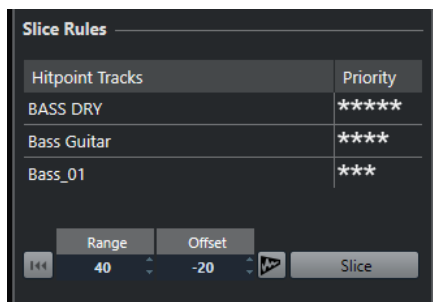 Slice Rules
Hitpoint Tracks Priority
BASS DRY *****
Bass Guitar ****
Bass_01 ***
Range Offset
40 -20 Slice